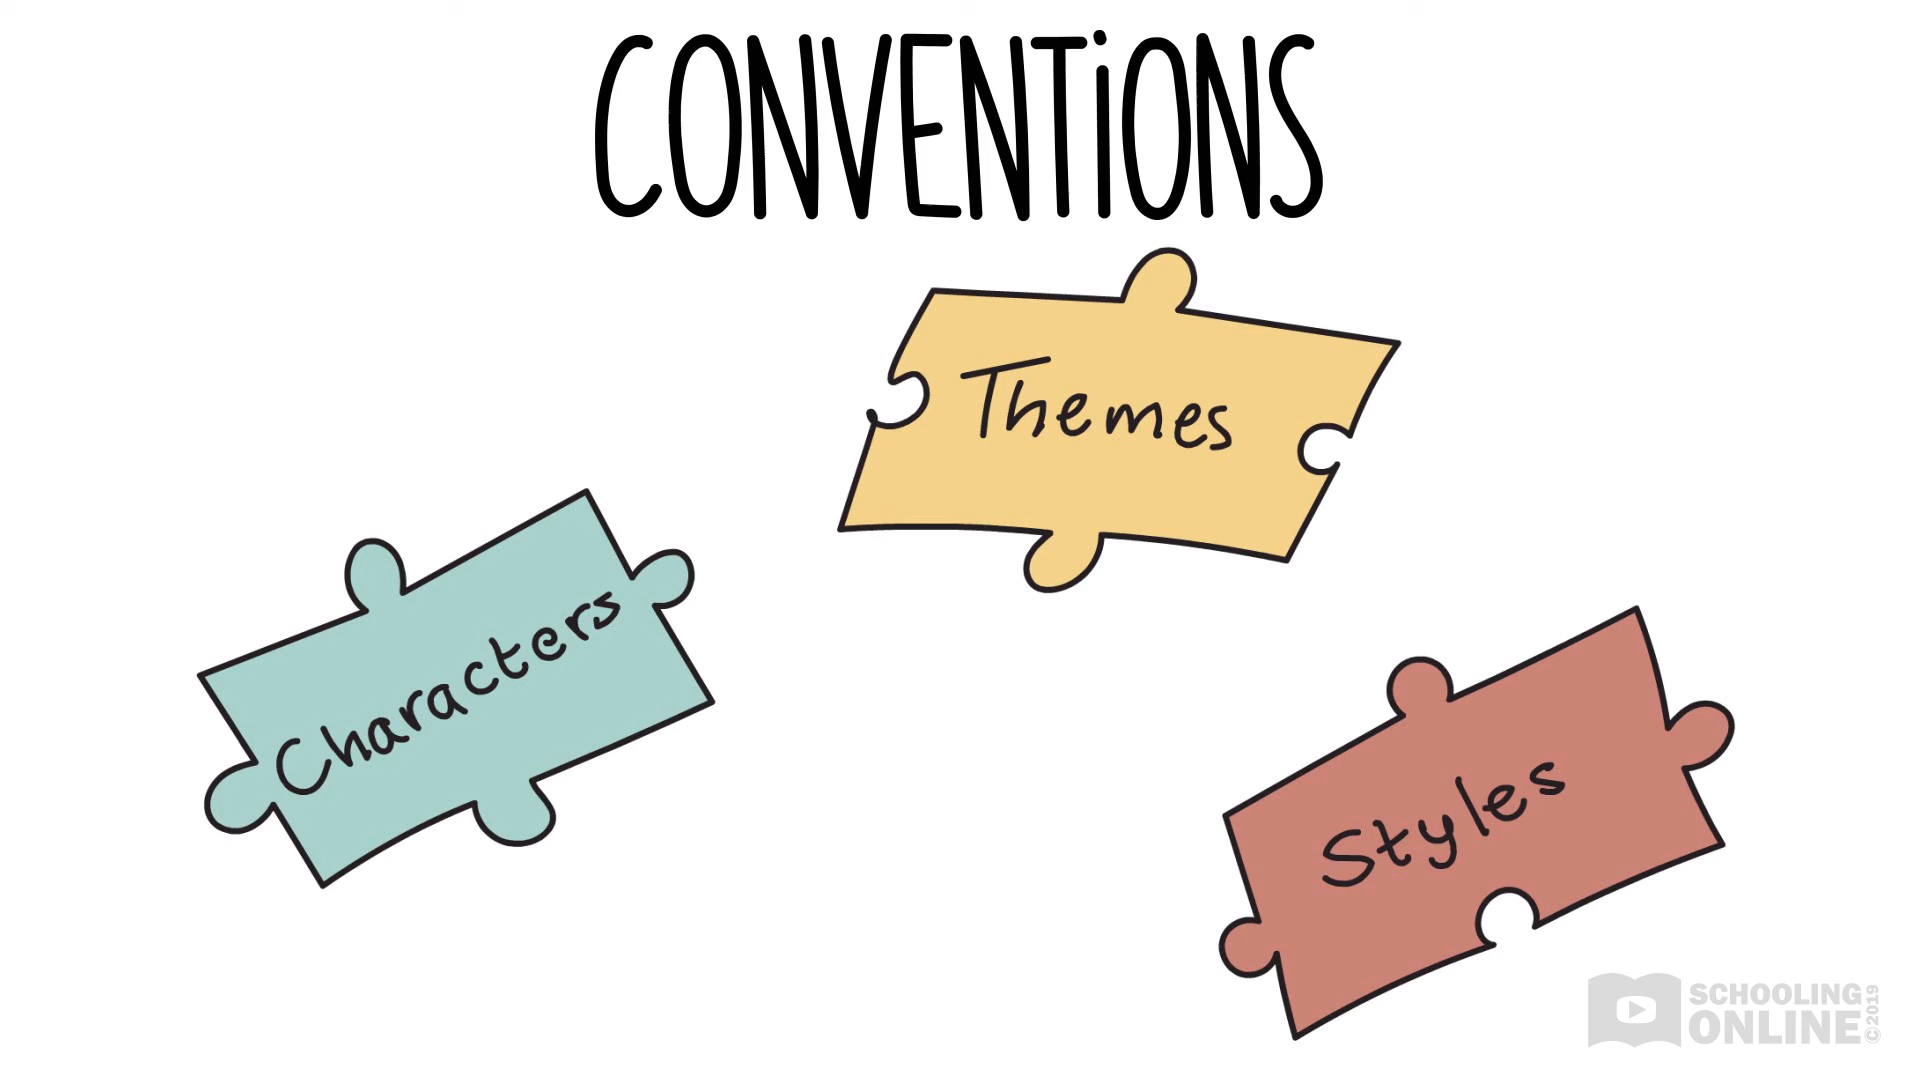 CONVENTiONS
Themes
Characters
Styles
SCHOOLING
ONLINE
©2019